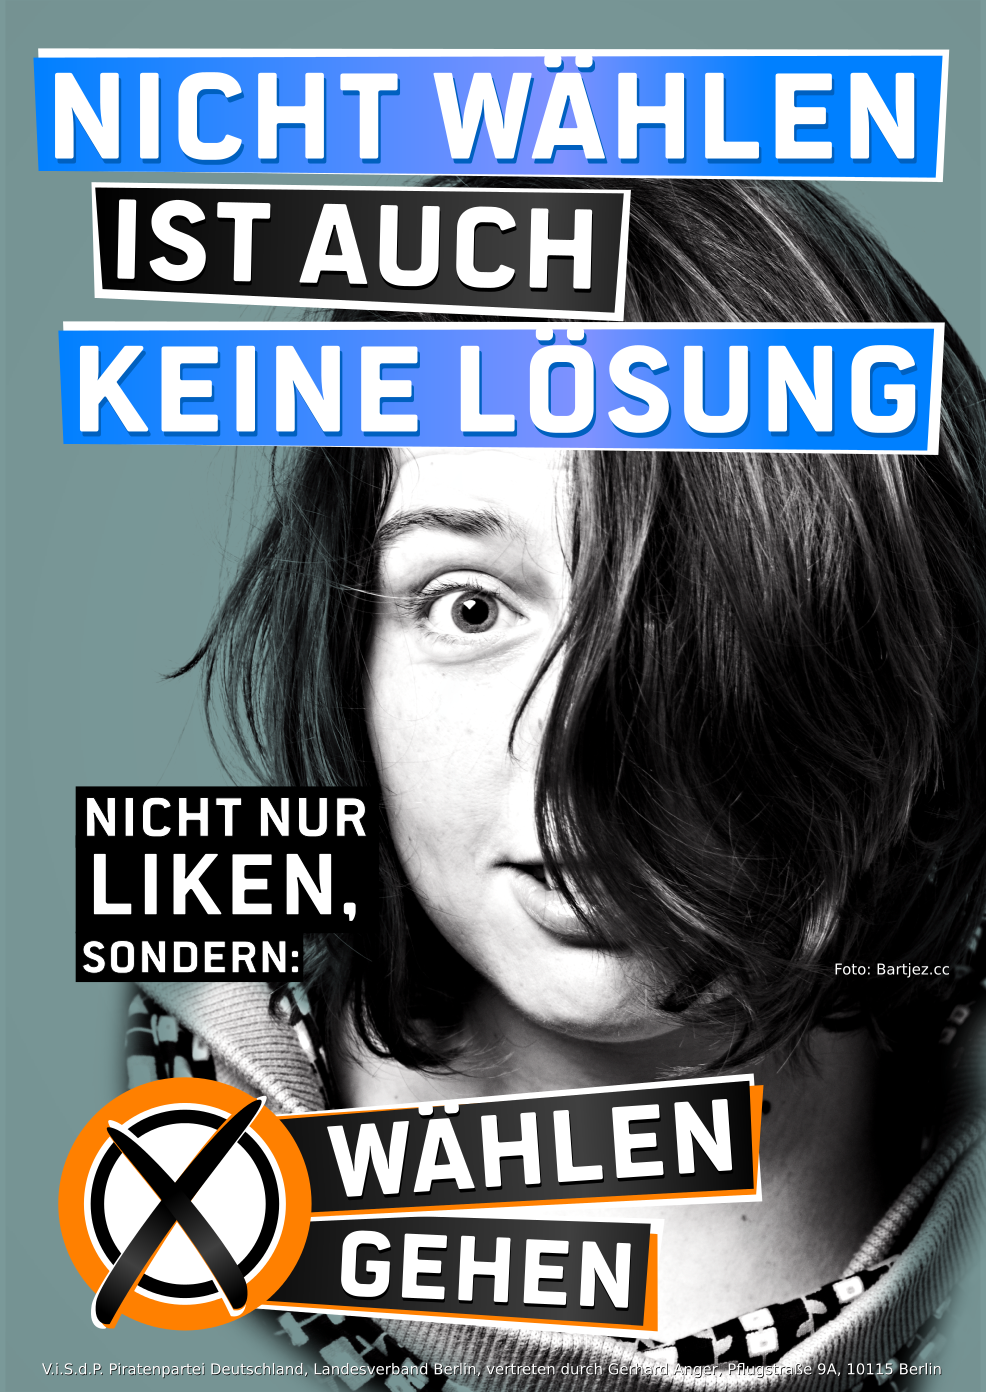 NICHT WÄHLEN
IST AUCH
KEINE LÖSUNG
NICHT NUR
LIKEN,
SONDERN:
Foto: Bartjez.cc
WÄHLEN
GEHEN
V.i.S.d.P. Piratenpartei Deutschland, Landesverband Berlin, vertreten durch Gerhard Anger, Pflugstraße 9A, 10115 Berlin